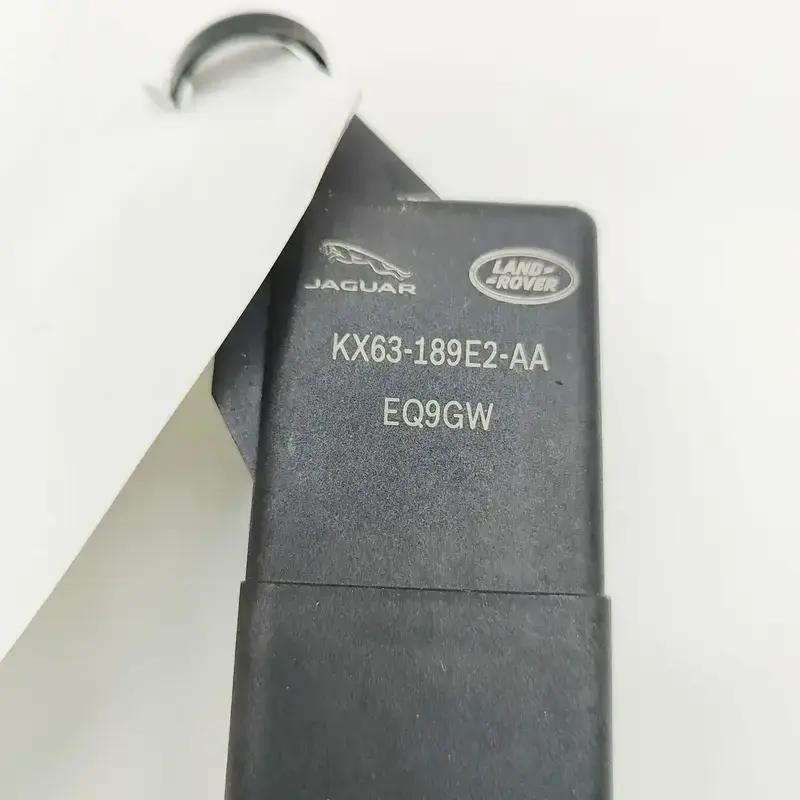 JAGUAR
LAND-
-ROVER
KX63-189E2-AA
EQ9GW